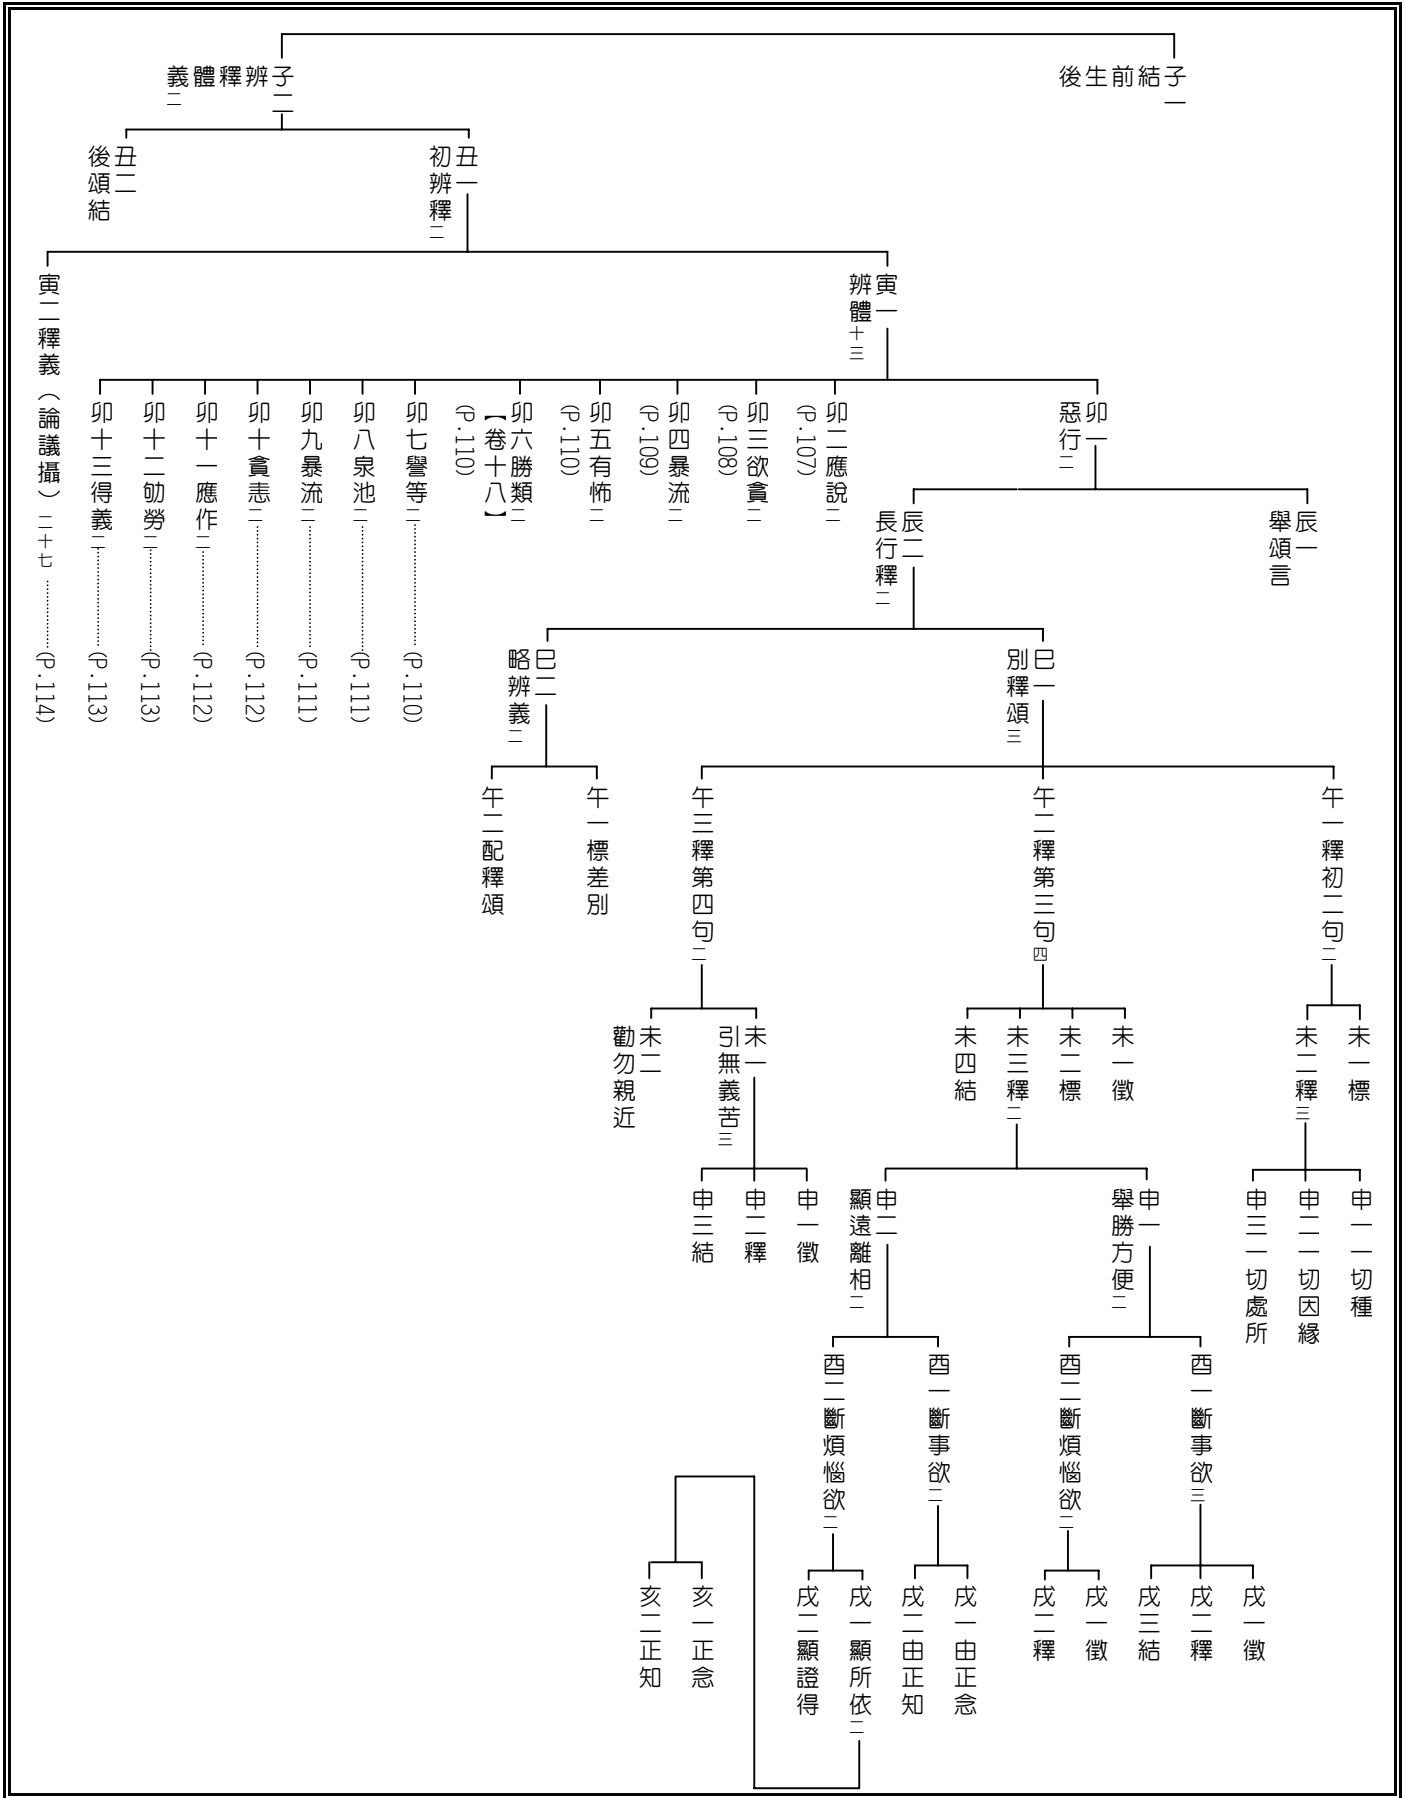 子一
結前生後
子二
辨釋體義二
丑一
初辨釋二
丑二
後頌結
寅一
辨體十三
寅二釋義（論議攝）二十七 …………(P.114)
卯一
惡行二
卯二應說二
(P.107)
卯三欲貪二
(P.108)
卯四暴流二
(P.109)
卯五有怖二
(P.110)
卯六勝類二
【卷十八】
(P.110)
卯七譽等二…………(P.110)
卯八泉池二…………(P.111)
卯九暴流二…………(P.111)
卯十貪恚二…………(P.112)
卯十一應作二…………(P.112)
卯十二劬勞二…………(P.113)
卯十三得義二…………(P.113)
辰一
舉頌言
辰二
長行釋二
巳一
別釋頌三
巳二
略辨義二
午一釋初二句二
午二釋第三句四
午三釋第四句二
午一標差別
午二配釋頌
未一標
未二釋三
未一徵
未二標
未三釋二
未四結
未一
引無義苦三
未二
勸勿親近
申一一切種
申二一切因緣
申三一切處所
申一
舉勝方便二
申二
顯遠離相二
申一徵
申二釋
申三結
酉一斷事欲三
酉二斷煩惱欲二
酉一斷事欲二
酉二斷煩惱欲二
戌一徵
戌二釋
戌三結
戌一徵
戌二釋
戌一由正念
戌二由正知
戌一顯所依二
戌二顯證得
亥一正念
亥二正知